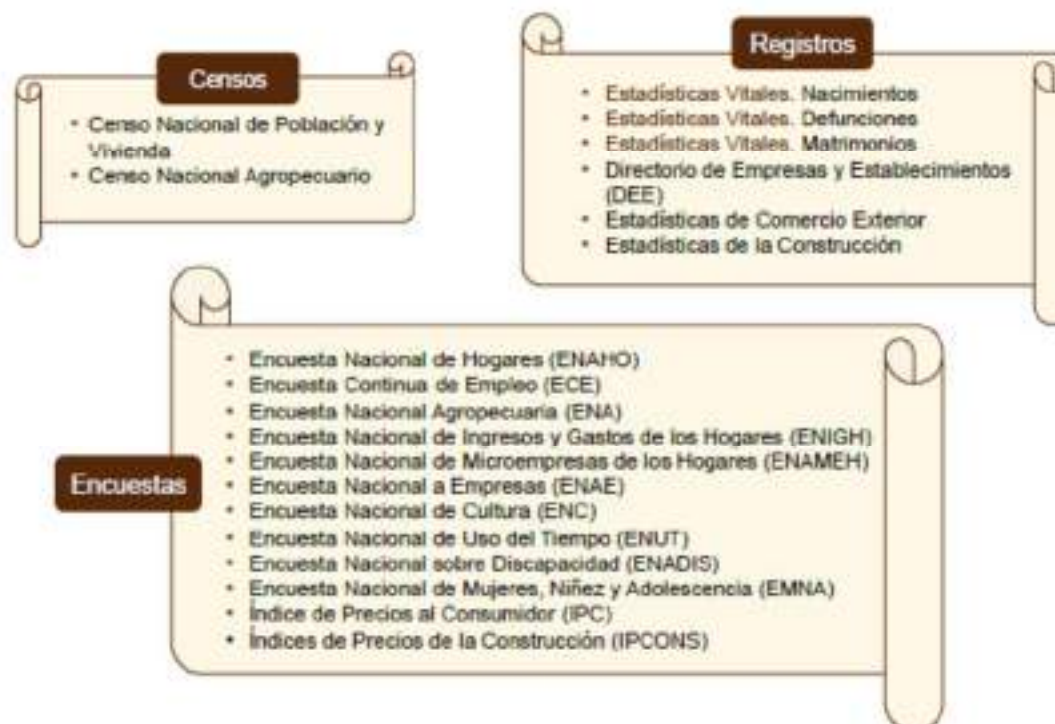 Censos
• Censo Nacional de Población y
Vivienda
• Censo Nacional Agropecuario
Registros
• Estadísticas Vitales. Nacimientos
• Estadísticas Vitales. Defunciones
• Estadísticas Vitales. Matrimonios
• Directorio de Empresas y Establecimientos
(DEE)
• Estadísticas de Comercio Exterior
• Estadísticas de la Construcción
Encuestas
• Encuesta Nacional de Hogares (ENAHO)
• Encuesta Continua de Empleo (ECE)
• Encuesta Nacional Agropecuaria (ENA)
• Encuesta Nacional de Ingresos y Gastos de los Hogares (ENIGH)
• Encuesta Nacional de Microempresas de los Hogares (ENAMEH)
• Encuesta Nacional a Empresas (ENAE)
• Encuesta Nacional de Cultura (ENC)
• Encuesta Nacional de Uso del Tiempo (ENUT)
• Encuesta Nacional sobre Discapacidad (ENADIS)
• Encuesta Nacional de Mujeres, Niñez y Adolescencia (EMNA)
• Índice de Precios al Consumidor (IPC)
• Índices de Precios de la Construcción (IPCONS)